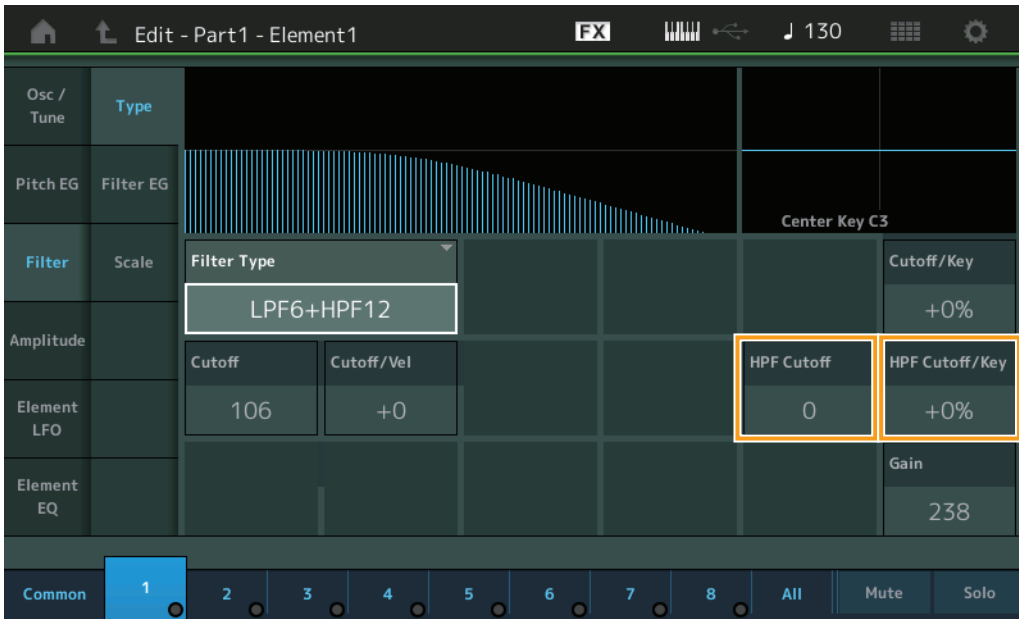 Edit - Part1 - Element1
FX
♩ 130
Osc /
Tune
Type
Pitch EG
Filter EG
Center Key C3
Filter
Scale
Filter Type
Cutoff/Key
LPF6+HPF12
+0%
Amplitude
Cutoff
Cutoff/Vel
HPF Cutoff
HPF Cutoff/Key
106
+0
0
+0%
Element
LFO
Gain
Element
EQ
238
Common
1
2
3
4
5
6
7
8
All
Mute
Solo